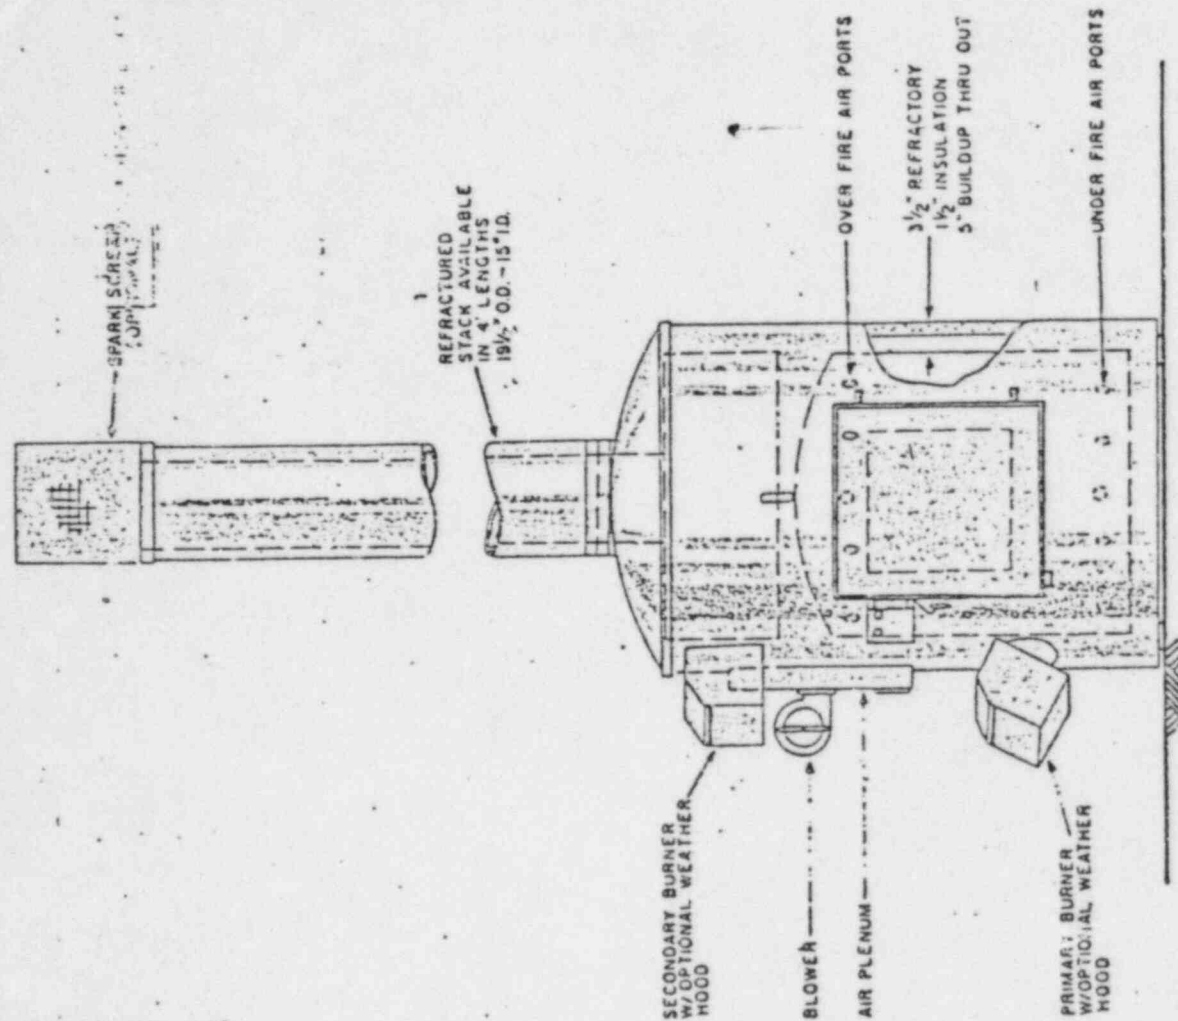 SPARK SCREEN
REFRACTURED
STACK AVAILABLE
IN 4' LENGTHS
19½" O.D.-15" I.D.
OVER FIRE AIR PORTS
3½" REFRACTORY
1½" INSULATION
5" BUILDUP THRU OUT
UNDER FIRE AIR PORTS
SECONDARY BURNER
W/OPTIONAL WEATHER
HOOD
BLOWER
AIR PLENUM
PRIMARY BURNER
W/OPTIONAL WEATHER
HOOD